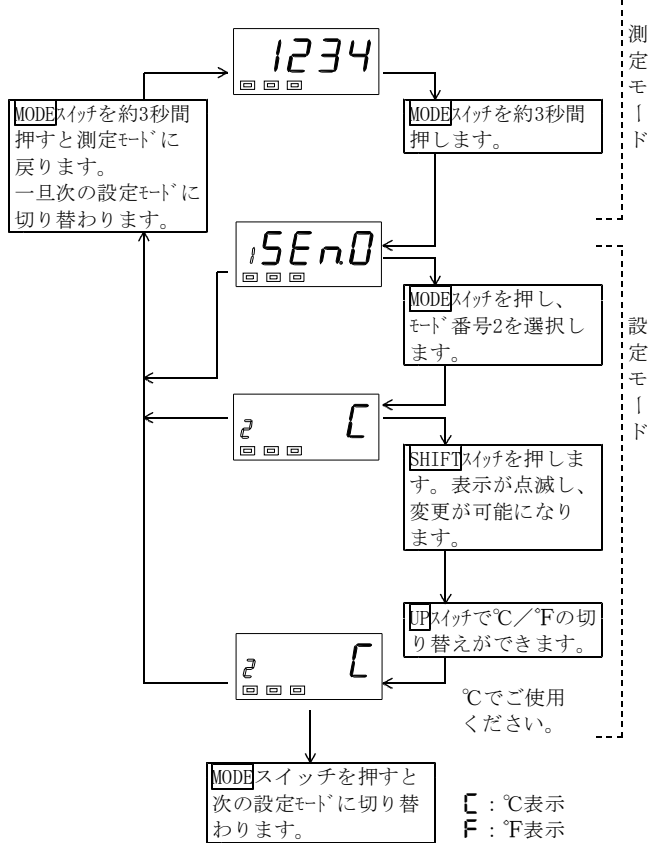 1234
測定モード
MODEスイッチを約3秒間
押すと測定モードに
戻ります。
一旦次の設定モードに
切り替わります。
MODEスイッチを約3秒間
押します。
1SEn.0
MODEスイッチを押し、
モード番号2を選択し
ます。
設定モード
2 C
SHIFTスイッチを押しま
す。表示が点滅し、
変更が可能になり
ます。
UPスイッチで℃／℉の切
り替えができます。
2 C
℃でご使用
ください。
MODEスイッチを押すと
次の設定モードに切り替
わります。
C：℃表示
F：℉表示